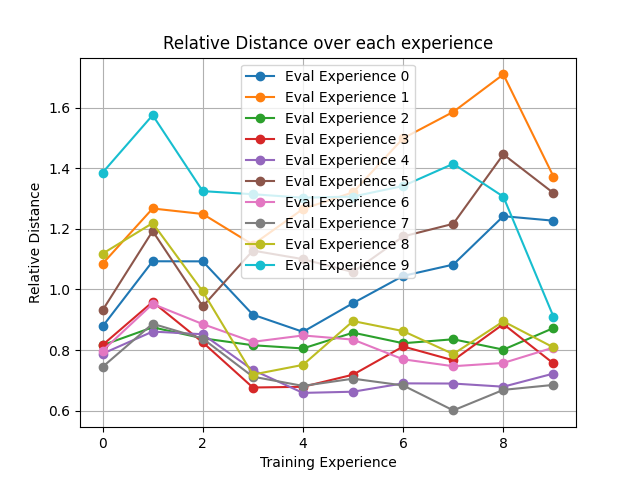 Relative Distance over each experience
Eval Experience 0
Eval Experience 1
Eval Experience 2
Eval Experience 3
Eval Experience 4
Eval Experience 5
Eval Experience 6
Eval Experience 7
Eval Experience 8
Eval Experience 9
Relative Distance
1.6
1.4
1.2
1.0
0.8
0.6
0 2 4 6 8
Training Experience